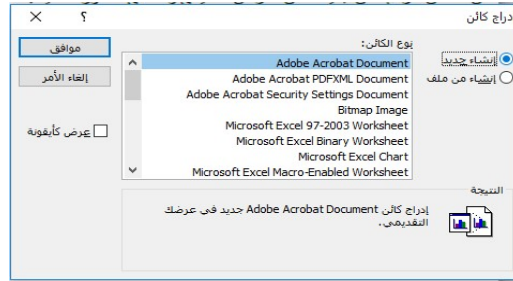 دراج كائن
؟
نوع الكائن:
إنشاء جديد
إنشاء من ملف
Adobe Acrobat Document
Adobe Acrobat PDFXML Document
Adobe Acrobat Security Settings Document
Bitmap Image
Microsoft Excel 97-2003 Worksheet
Microsoft Excel Binary Worksheet
Microsoft Excel Chart
Microsoft Excel Macro-Enabled Worksheet
موافق
إلغاء الأمر
عرض كأيقونة
النتيجة
إدراج كائن Adobe Acrobat Document جديد في عرضك
التقديمي.